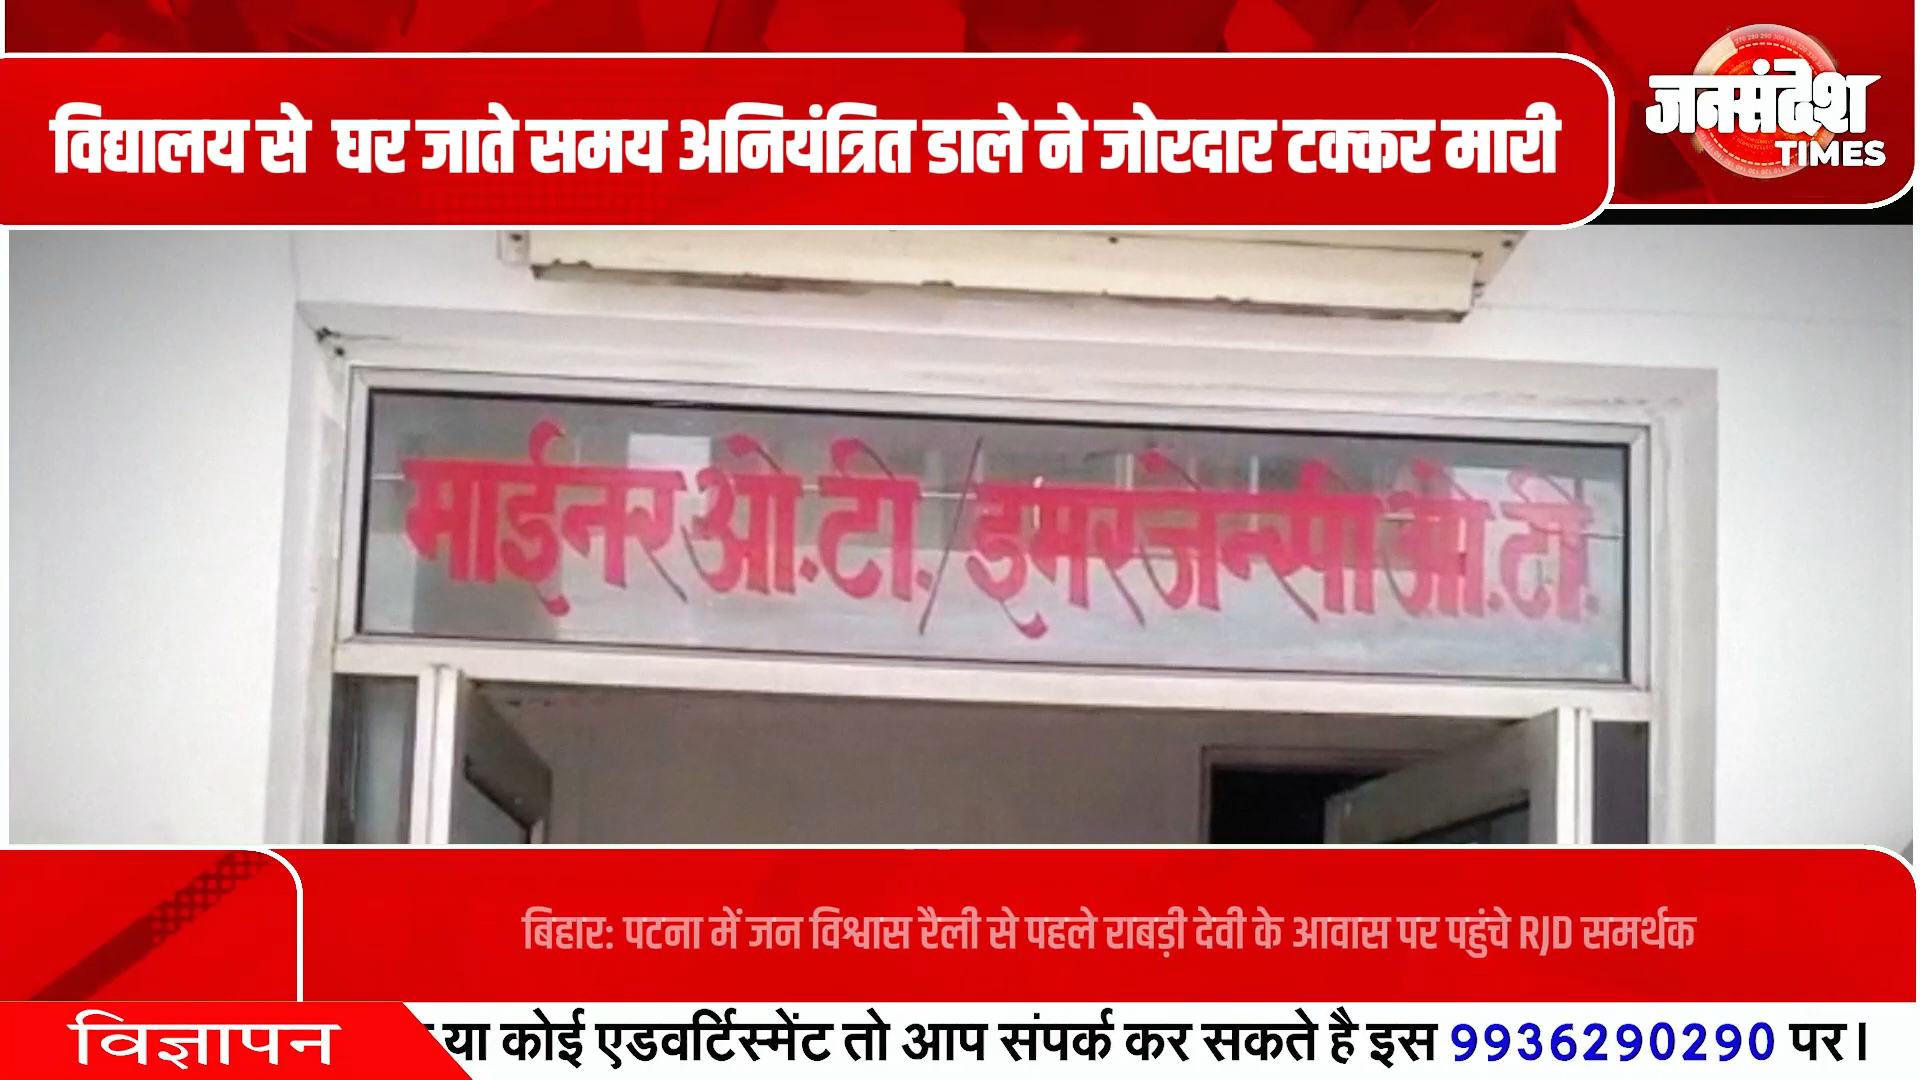 विद्यालय से घर जाते समय अनियंत्रित डाले ने जोरदार टक्कर मारी
जनसंदेश
TIMES
माईनर ओ.टी. / इमरजेन्सी ओ.टी.
बिहार: पटना में जन विश्वास रैली से पहले राबड़ी देवी के आवास पर पहुंचे RJD समर्थक
विज्ञापन
या कोई एडवर्टिस्मेंट तो आप संपर्क कर सकते है इस 9936290290 पर।